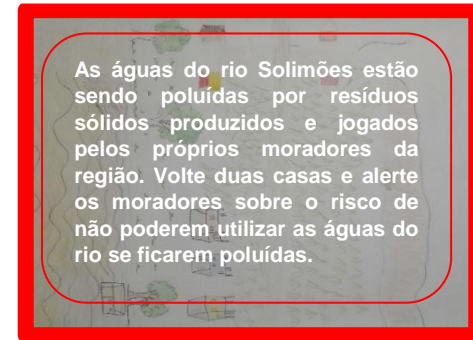 As águas do rio Solimões estão
sendo poluídas por resíduos
sólidos produzidos e jogados
pelos próprios moradores da
região. Volte duas casas e alerte
os moradores sobre o risco de
não poderem utilizar as águas do
rio se ficarem poluídas.